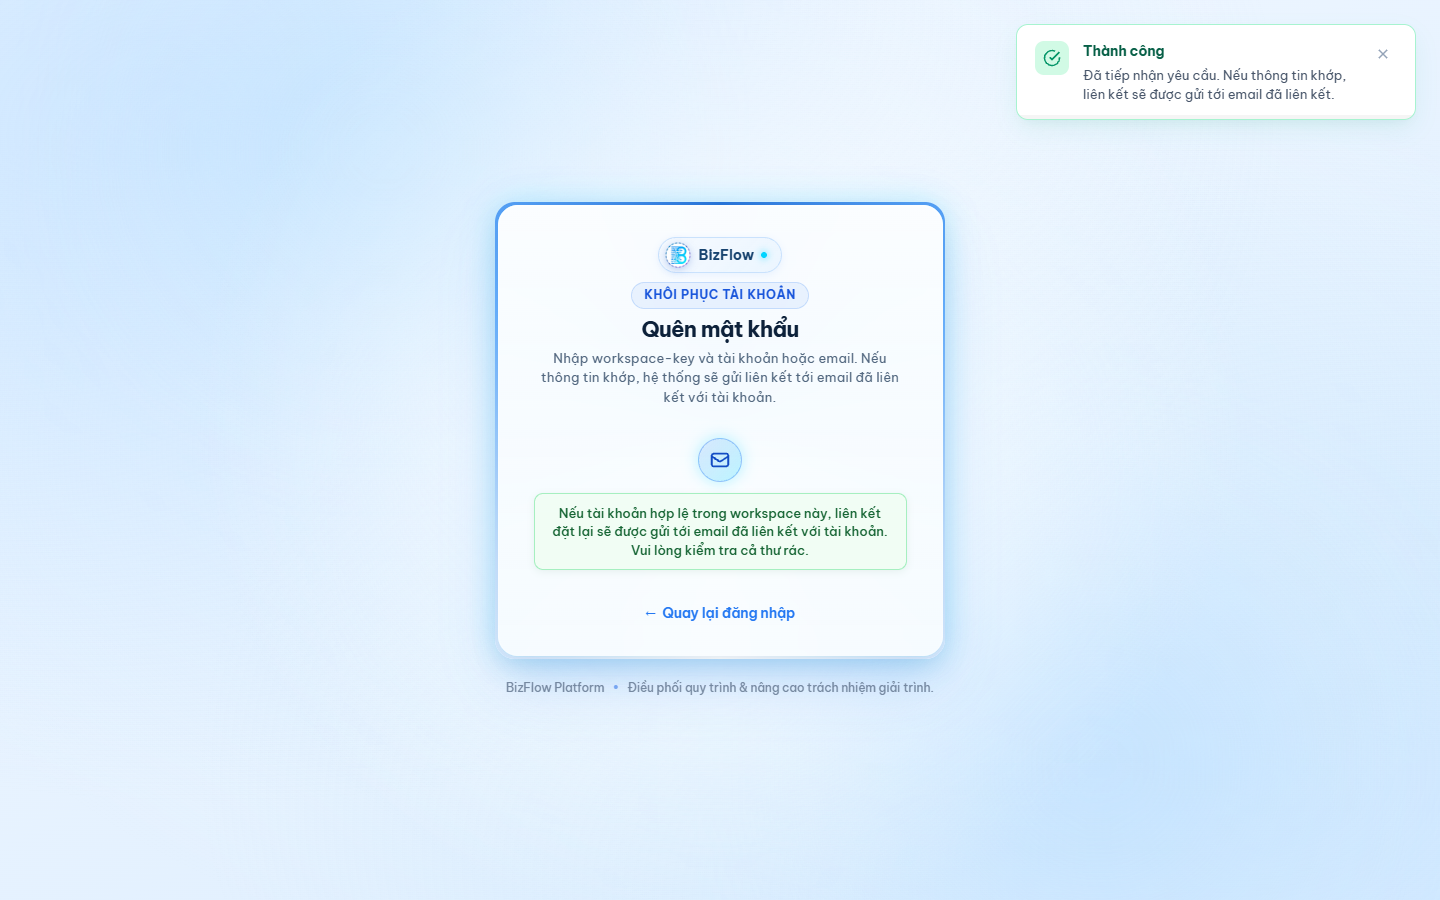 Thành công
Đã tiếp nhận yêu cầu. Nếu thông tin khớp,
liên kết sẽ được gửi tới email đã liên kết.
BizFlow
KHÔI PHỤC TÀI KHOẢN
Quên mật khẩu
Nhập workspace-key và tài khoản hoặc email. Nếu
thông tin khớp, hệ thống sẽ gửi liên kết tới email đã liên
kết với tài khoản.
Nếu tài khoản hợp lệ trong workspace này, liên kết
đặt lại sẽ được gửi tới email đã liên kết với tài khoản.
Vui lòng kiểm tra cả thư rác.
← Quay lại đăng nhập
BizFlow Platform • Điều phối quy trình & nâng cao trách nhiệm giải trình.